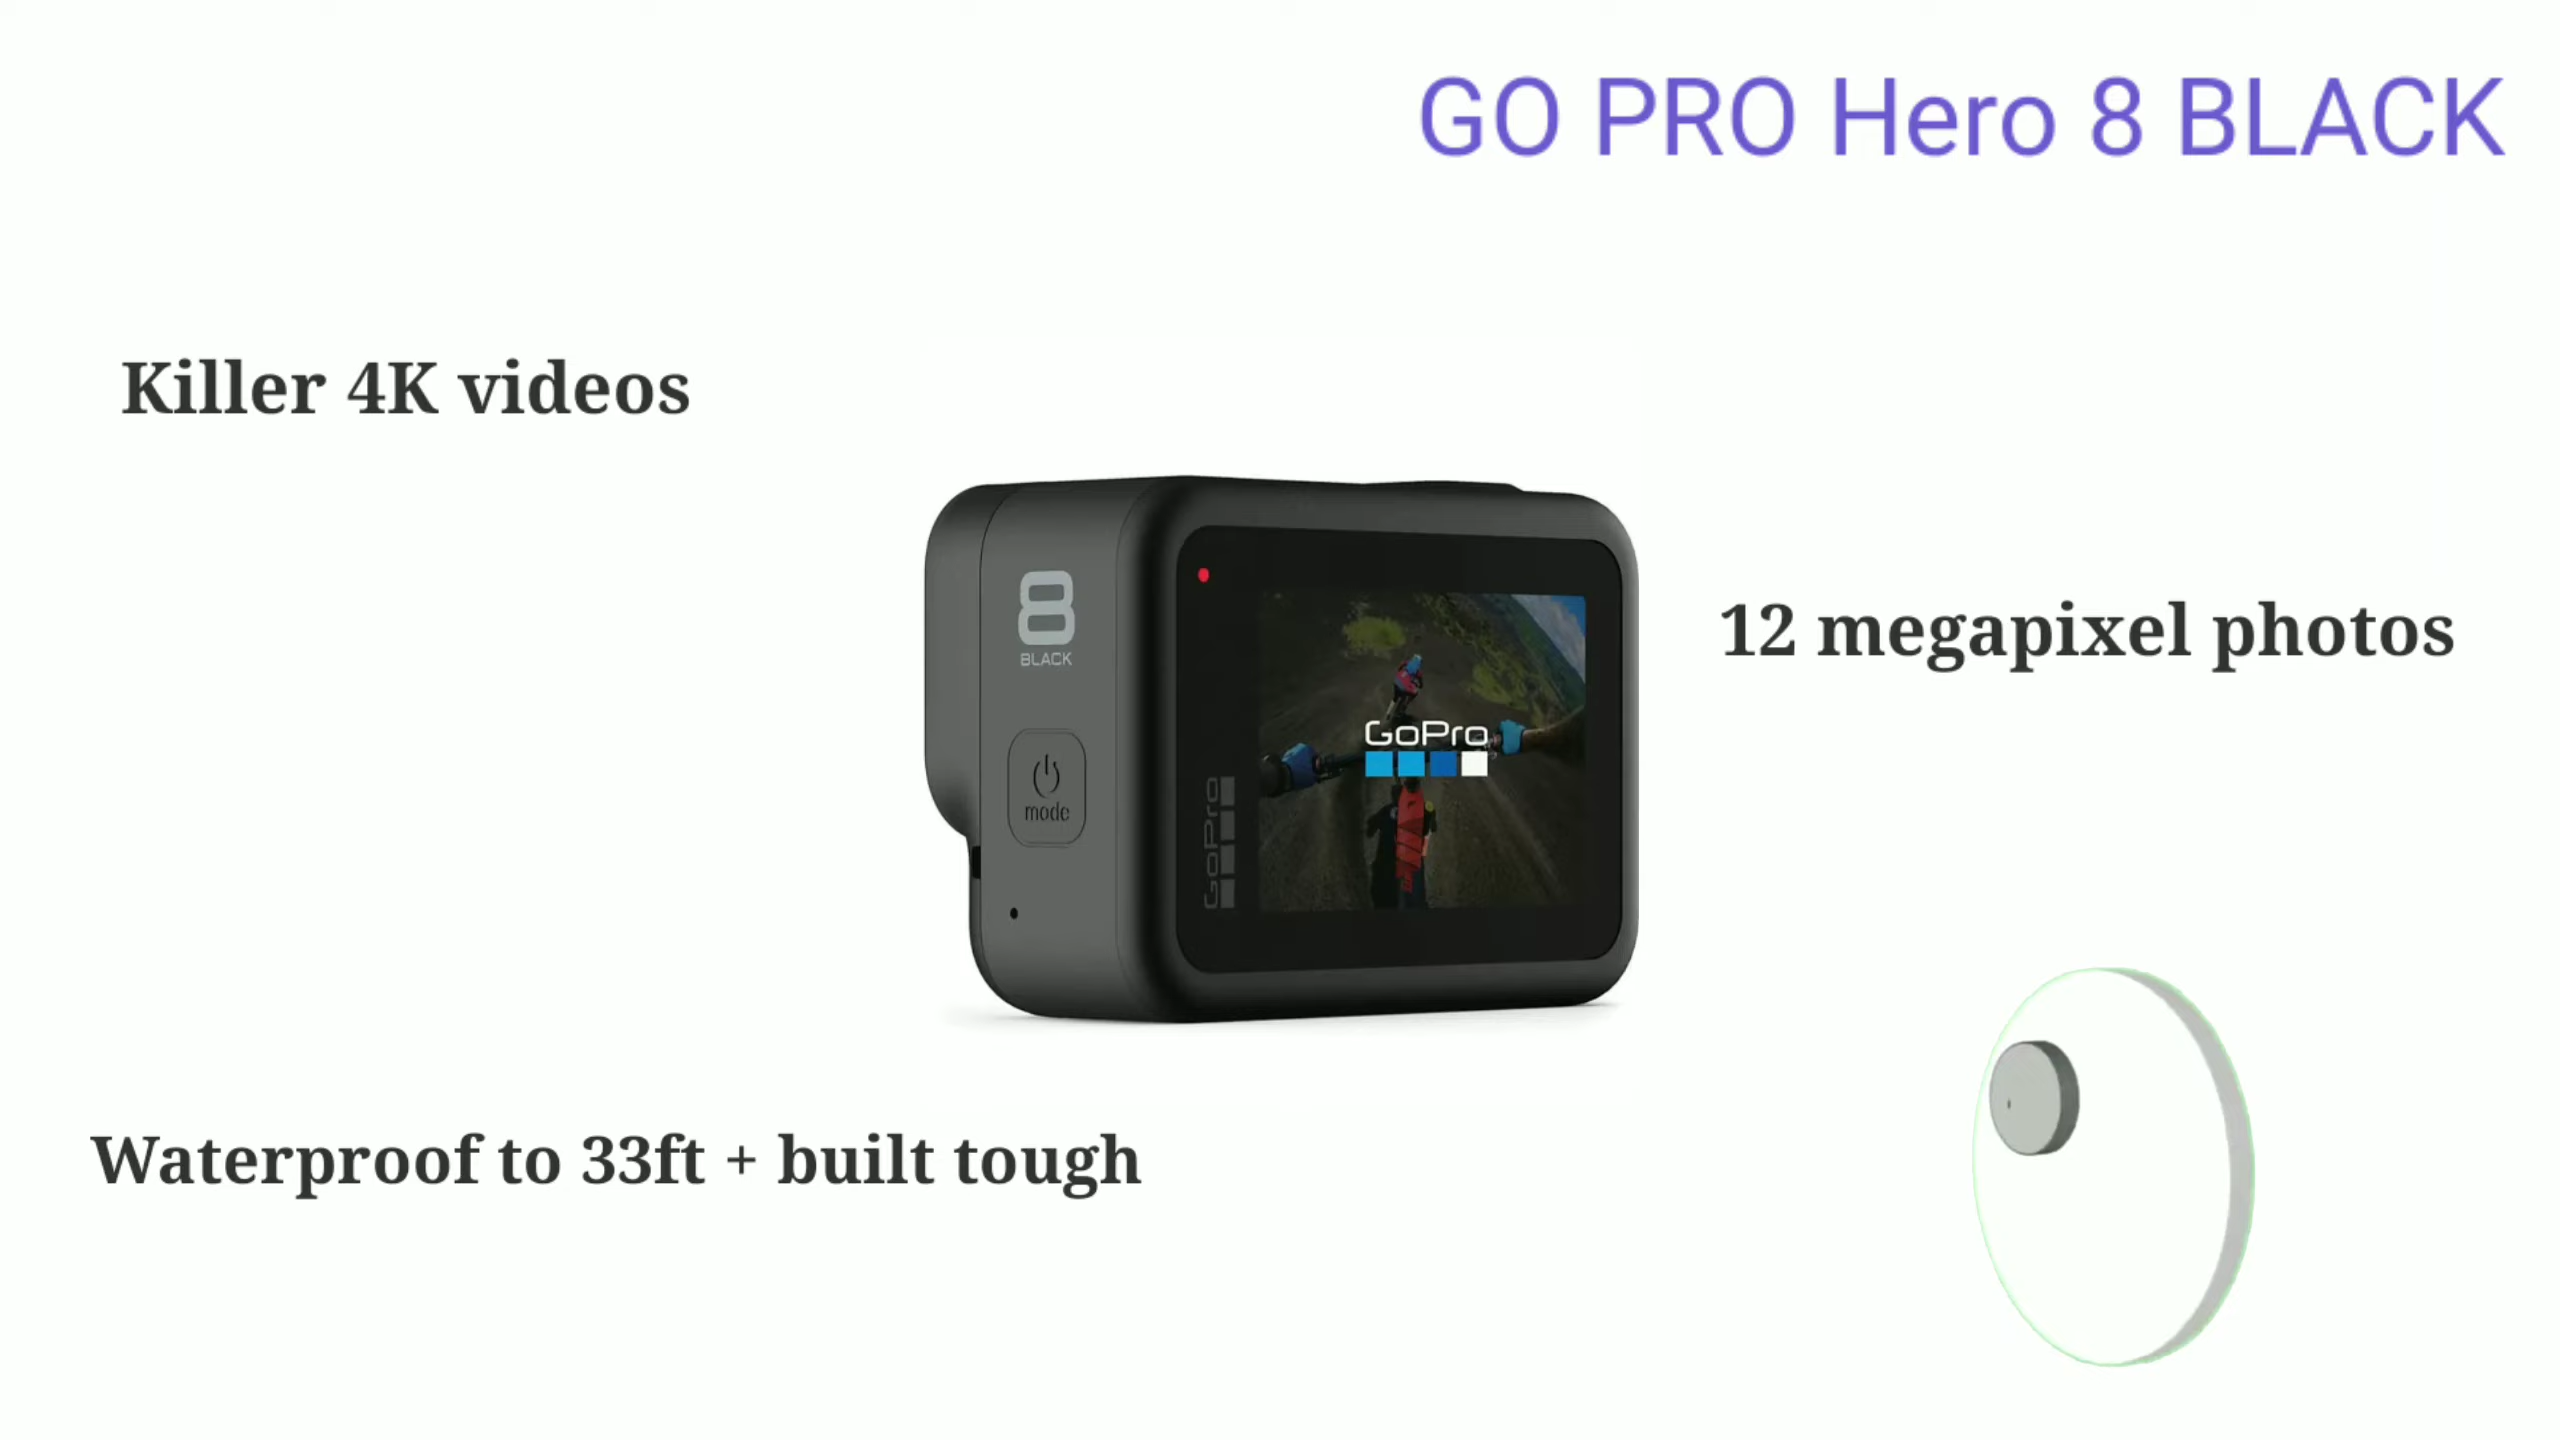 GO PRO Hero 8 BLACK
Killer 4K videos
8
BLACK
12 megapixel photos
GoPro
mode
GoPro
Waterproof to 33ft + built tough